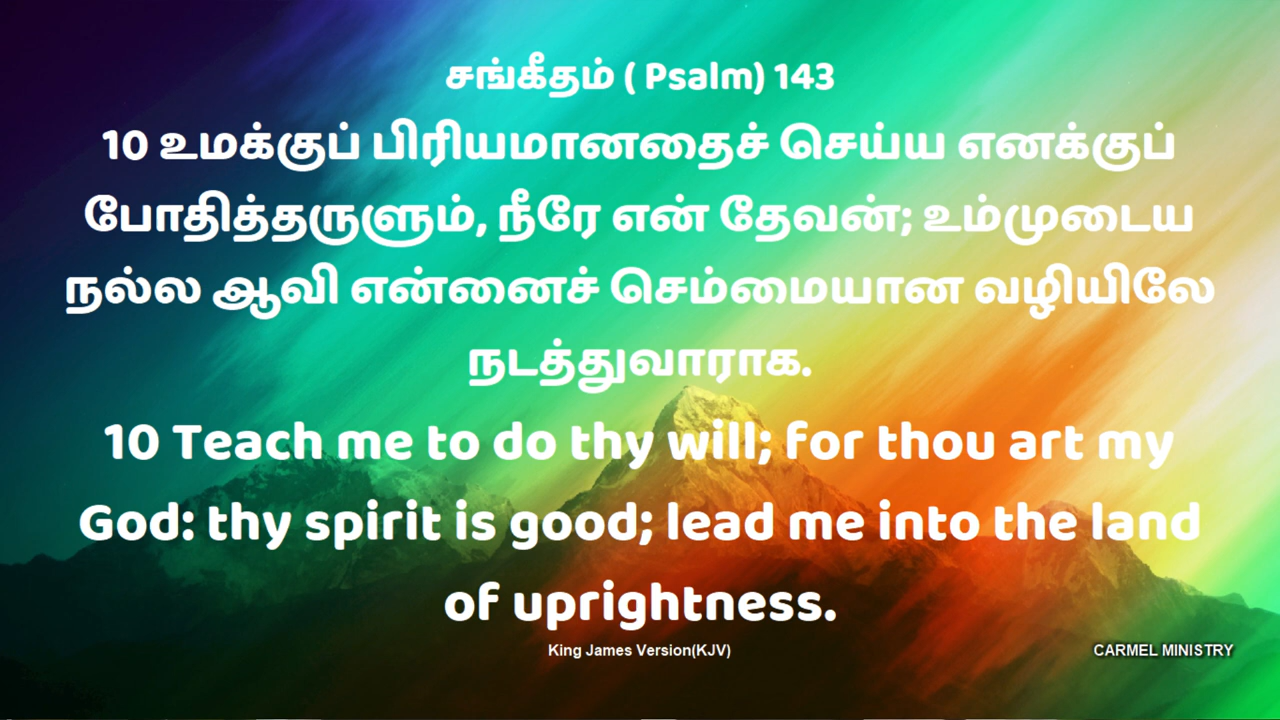 சங்கீதம் ( Psalm) 143
10 உமக்குப் பிரியமானதைச் செய்ய எனக்குப்
போதித்தருளும், நீரே என் தேவன்; உம்முடைய
நல்ல ஆவி என்னைச் செம்மையான வழியிலே
நடத்துவாராக.
10 Teach me to do thy will; for thou art my
God: thy spirit is good; lead me into the land
of uprightness.
King James Version(KJV)
CARMEL MINISTRY